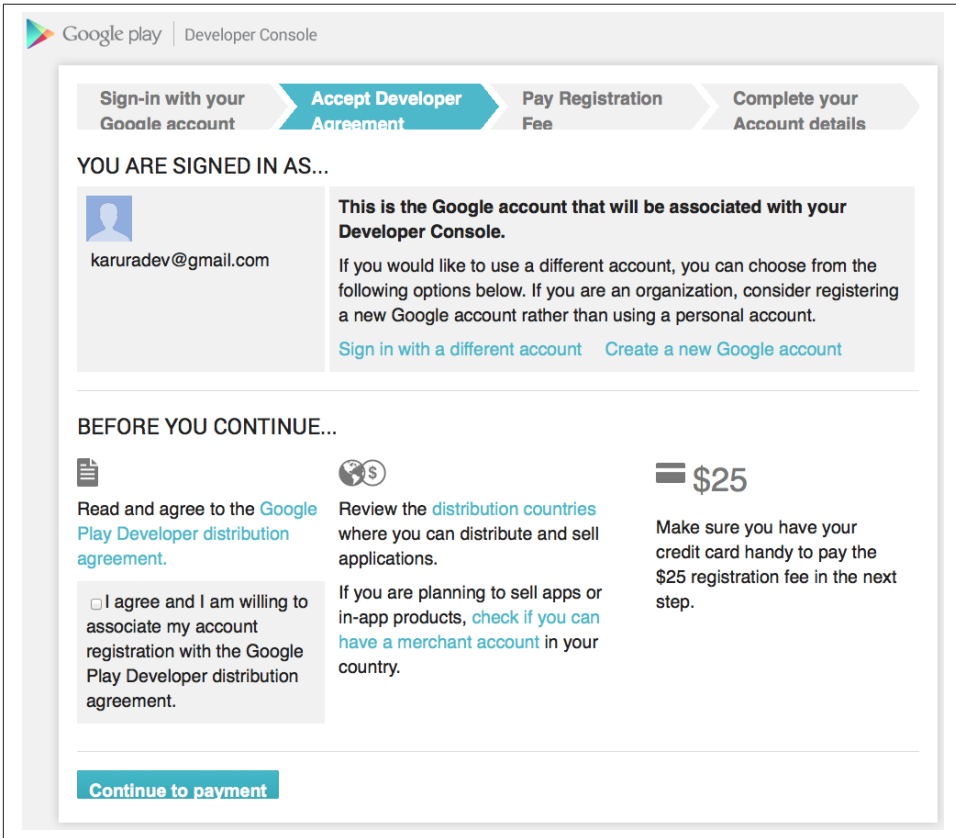 Google play | Developer Console
Sign-in with your
Google account
Accept Developer
Agreement
Pay Registration
Fee
Complete your
Account details
YOU ARE SIGNED IN AS...
karuradev@gmail.com
This is the Google account that will be associated with your
Developer Console.
If you would like to use a different account, you can choose from the
following options below. If you are an organization, consider registering
a new Google account rather than using a personal account.
Sign in with a different account Create a new Google account
BEFORE YOU CONTINUE...
Read and agree to the Google
Play Developer distribution
agreement.
I agree and I am willing to
associate my account
registration with the Google
Play Developer distribution
agreement.
$
Review the distribution countries
where you can distribute and sell
applications.
If you are planning to sell apps or
in-app products, check if you can
have a merchant account in your
country.
$25
Make sure you have your
credit card handy to pay the
$25 registration fee in the next
step.
Continue to payment